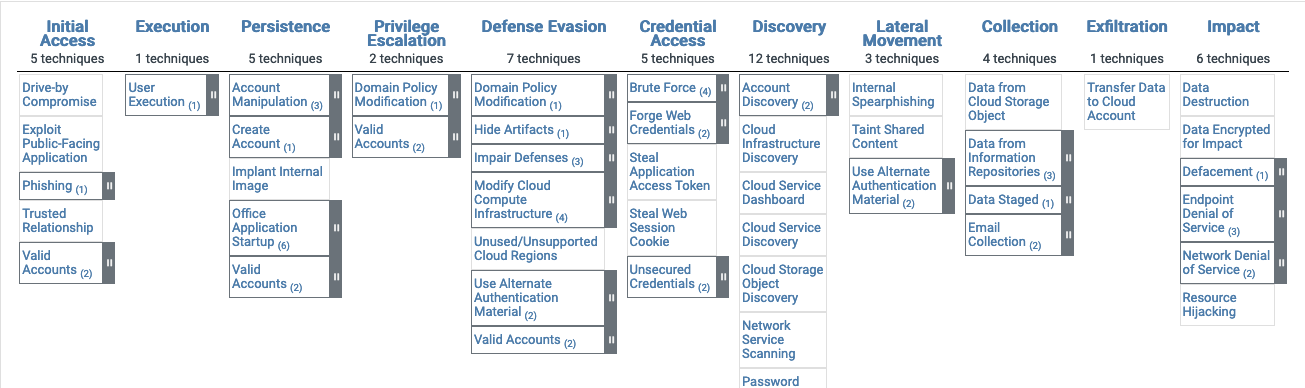 Initial
Access
5 techniques
Drive-by
Compromise
Exploit
Public-Facing
Application
Phishing (1)
Trusted
Relationship
Valid
Accounts (2)
Execution
1 techniques
User
Execution (1)
Persistence
5 techniques
Account
Manipulation (3)
Create
Account (1)
Implant Internal
Image
Office
Application
Startup (6)
Valid
Accounts (2)
Privilege
Escalation
2 techniques
Domain Policy
Modification (1)
Valid
Accounts (2)
Defense Evasion
7 techniques
Domain Policy
Modification (1)
Hide Artifacts (1)
Impair Defenses (3)
Modify Cloud
Compute
Infrastructure (4)
Unused/Unsupported
Cloud Regions
Use Alternate
Authentication
Material (2)
Valid Accounts (2)
Credential
Access
5 techniques
Brute Force (4)
Forge Web
Credentials (2)
Steal
Application
Access Token
Steal Web
Session
Cookie
Unsecured
Credentials (2)
Discovery
12 techniques
Account
Discovery (2)
Cloud
Infrastructure
Discovery
Cloud Service
Dashboard
Cloud Service
Discovery
Cloud Storage
Object
Discovery
Network
Service
Scanning
Password
Lateral
Movement
3 techniques
Internal
Spearphishing
Taint Shared
Content
Use Alternate
Authentication
Material (2)
Collection
4 techniques
Data from
Cloud Storage
Object
Data from
Information
Repositories (3)
Data Staged (1)
Email
Collection (2)
Exfiltration
1 techniques
Transfer Data
to Cloud
Account
Impact
6 techniques
Data
Destruction
Data Encrypted
for Impact
Defacement (1)
Endpoint
Denial of
Service (3)
Network Denial
of Service (2)
Resource
Hijacking